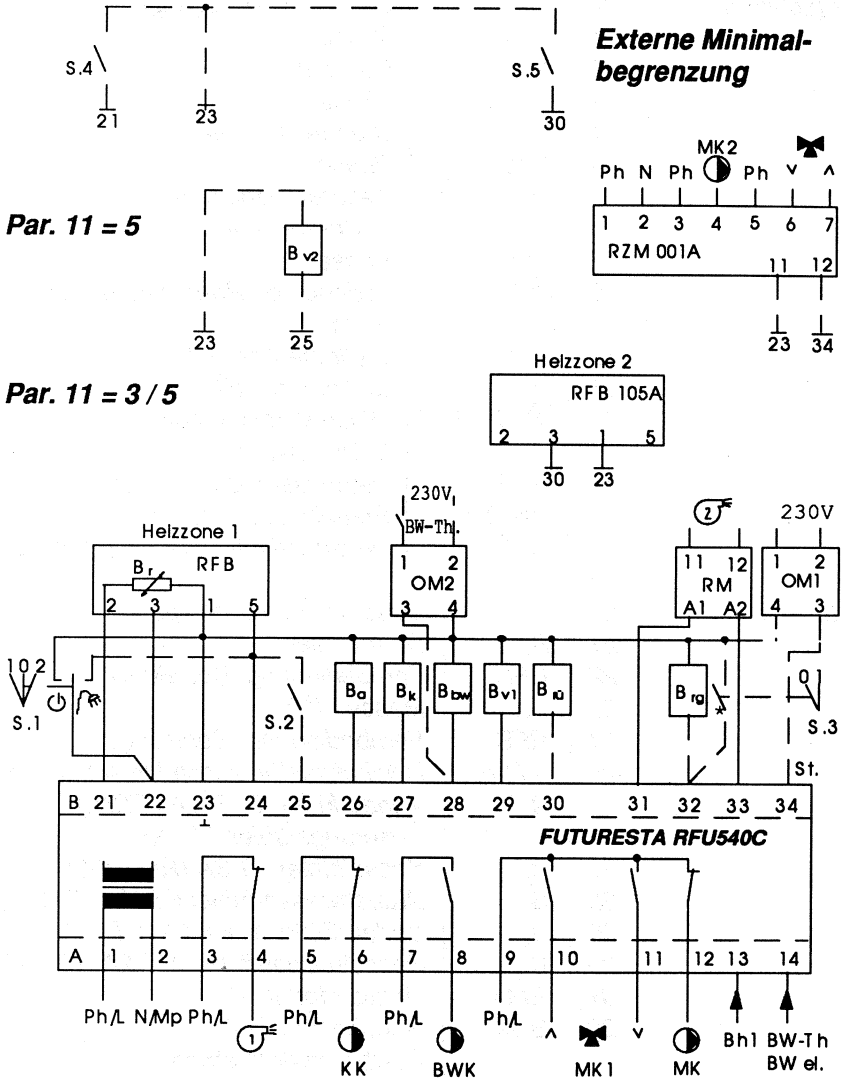 Externe Minimal-
begrenzung
S.4
S.5
21
23
30
MK2
Ph N Ph Ph v ʌ
1 2 3 4 5 6 7
RZM 001A
11 12
23 34
Par. 11 = 5
B v2
23 25
Par. 11 = 3 / 5
Heizzone 2
RFB 105A
2 3 1 5
30 23
230V
BW-Th.
1 2
OM2
3 4
2
11 12
RM
A1 A2
230V
1 2
OM1
4 3
Heizzone 1
Br RFB
2 3 1 5
1 0 2
S.1
S.2
Ba
Bk
Bbw
Bv1
Brü
Brg
*
0 1
S.3
St.
B 21 22 23 24 25 26 27 28 29 30 31 32 33 34
FUTURESTA RFU540C
A 1 2 3 4 5 6 7 8 9 10 11 12 13 14
Ph/L N/Mp Ph/L 1 Ph/L Ph/L Ph/L ʌ v Bh1 BW-Th
KK BWK MK1 MK BW el.